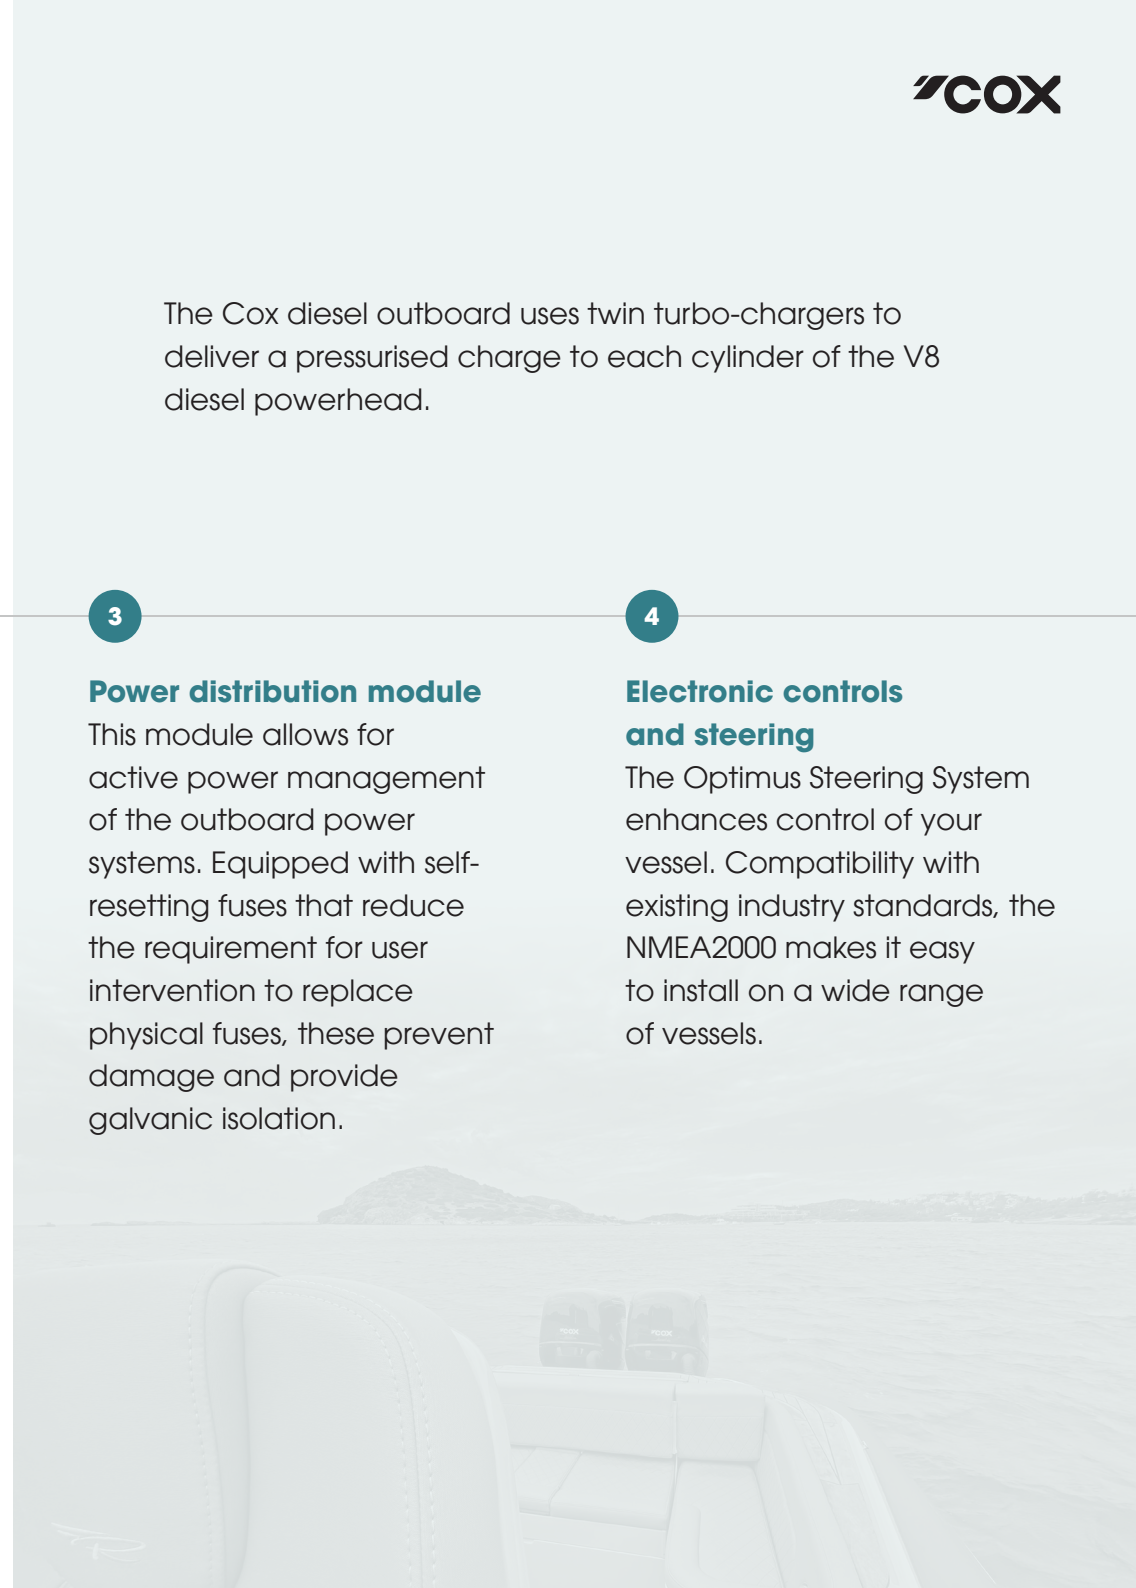 COX
The Cox diesel outboard uses twin turbo-chargers to
deliver a pressurised charge to each cylinder of the V8
diesel powerhead.
3
Power distribution module
This module allows for
active power management
of the outboard power
systems. Equipped with self-
resetting fuses that reduce
the requirement for user
intervention to replace
physical fuses, these prevent
damage and provide
galvanic isolation.
4
Electronic controls
and steering
The Optimus Steering System
enhances control of your
vessel. Compatibility with
existing industry standards, the
NMEA2000 makes it easy
to install on a wide range
of vessels.
COX
COX
R